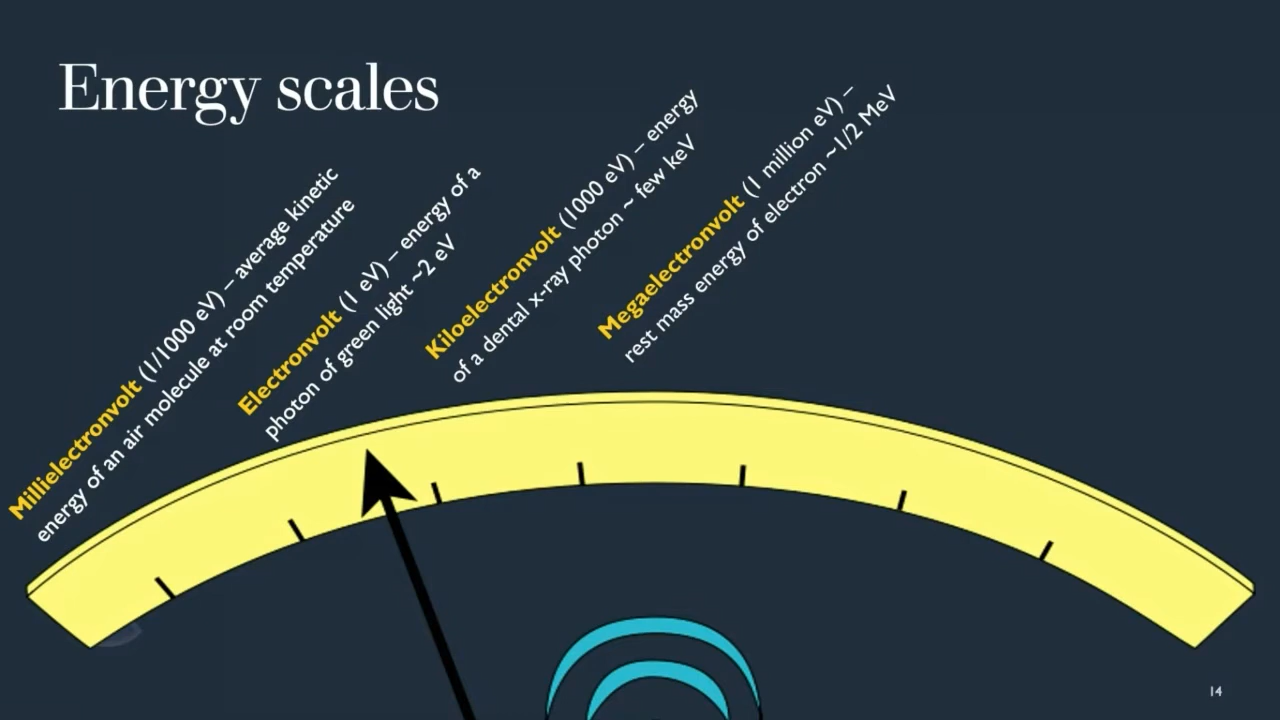 Energy scales
Millielectronvolt (1/1000 eV) – average kinetic
energy of an air molecule at room temperature
Electronvolt (1 eV) – energy of a
photon of green light ~2 eV
Kiloelectronvolt (1000 eV) – energy
of a dental x-ray photon ~ few keV
Megaelectronvolt (1 million eV) –
rest mass energy of electron ~1/2 MeV
14